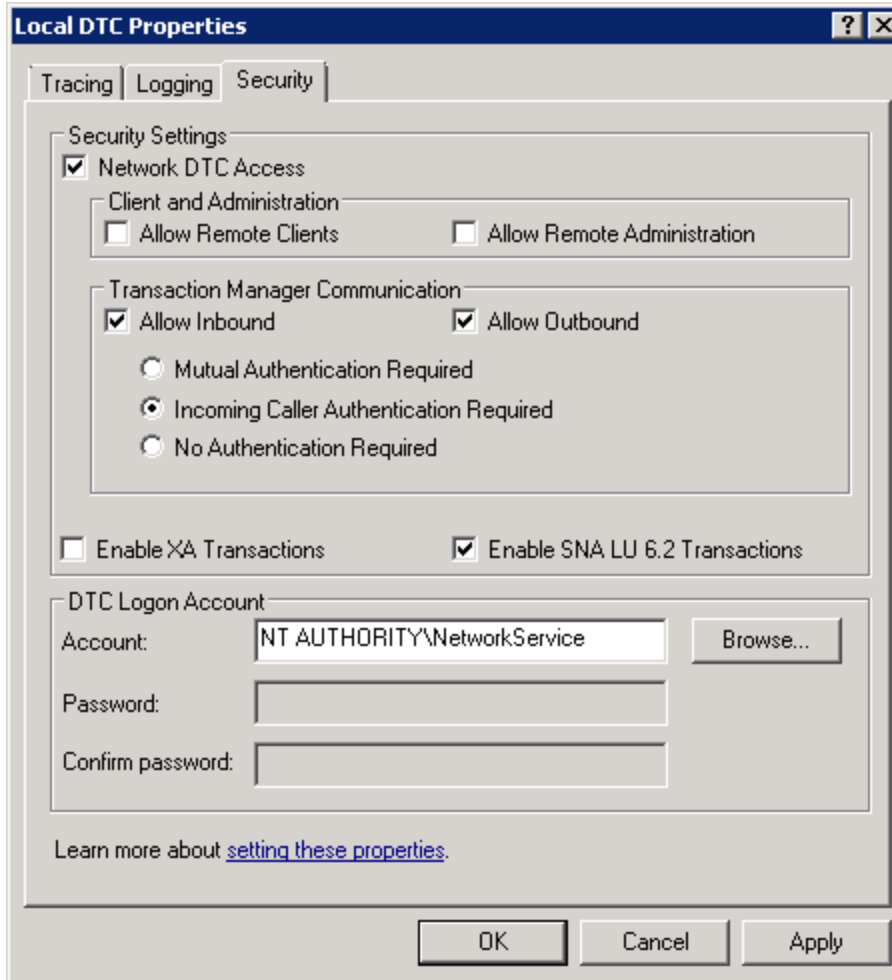 Local DTC Properties
Tracing Logging Security
Security Settings
Network DTC Access
Client and Administration
Allow Remote Clients Allow Remote Administration
Transaction Manager Communication
Allow Inbound Allow Outbound
Mutual Authentication Required
Incoming Caller Authentication Required
No Authentication Required
Enable XA Transactions Enable SNA LU 6.2 Transactions
DTC Logon Account
Account: NT AUTHORITY\NetworkService Browse...
Password:
Confirm password:
Learn more about setting these properties.
OK Cancel Apply